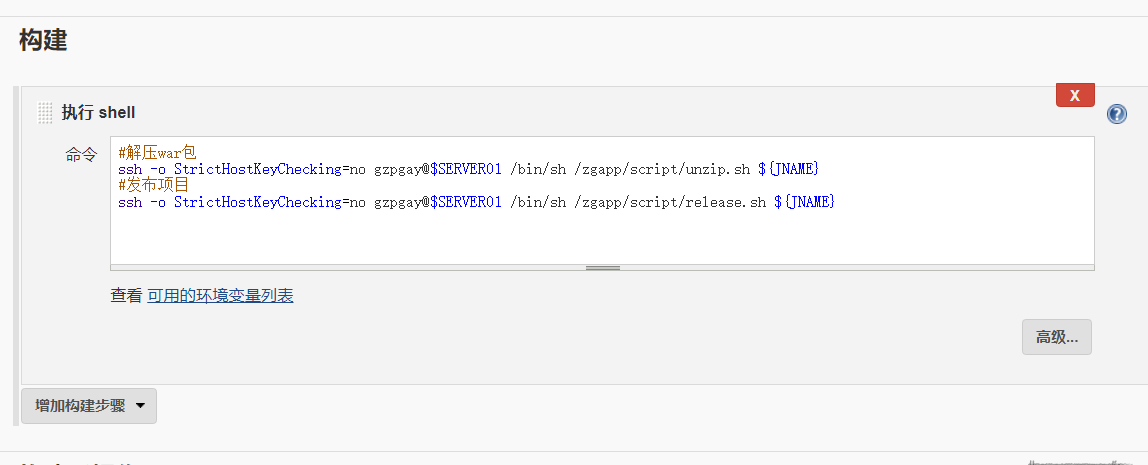 构建
执行 shell
X
?
命令
#解压war包
ssh -o StrictHostKeyChecking=no gzpgay@$SERVER01 /bin/sh /zgapp/script/unzip.sh ${JNAME}
#发布项目
ssh -o StrictHostKeyChecking=no gzpgay@$SERVER01 /bin/sh /zgapp/script/release.sh ${JNAME}
查看 可用的环境变量列表
高级...
增加构建步骤